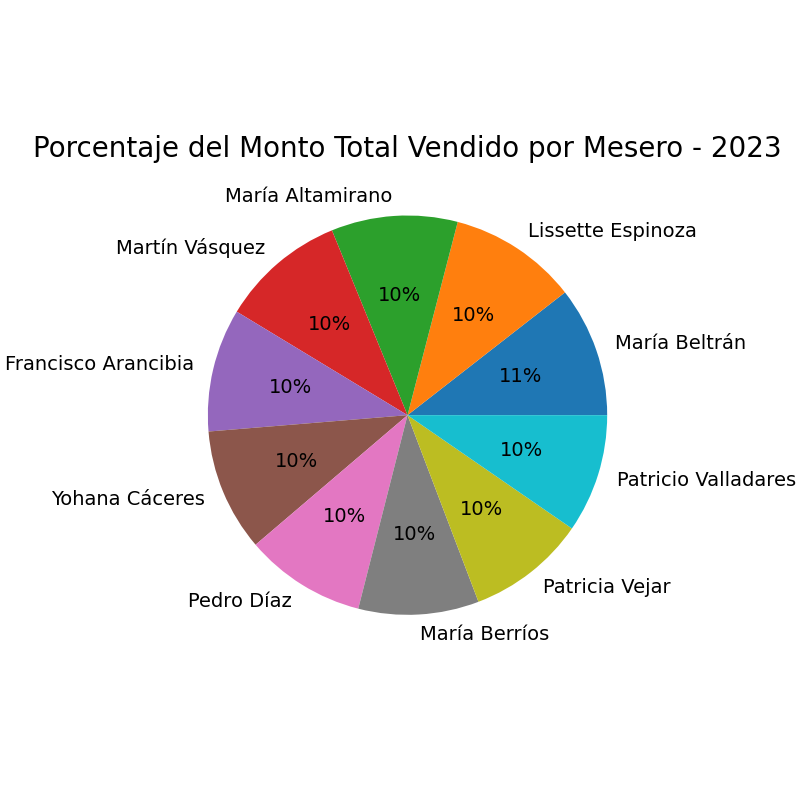 Porcentaje del Monto Total Vendido por Mesero - 2023
María Altamirano
Lissette Espinoza
Martín Vásquez
10%
10%
10%
María Beltrán
Francisco Arancibia
11%
10%
10%
10%
Patricio Valladares
Yohana Cáceres
10%
10%
10%
Patricia Vejar
Pedro Díaz
María Berríos